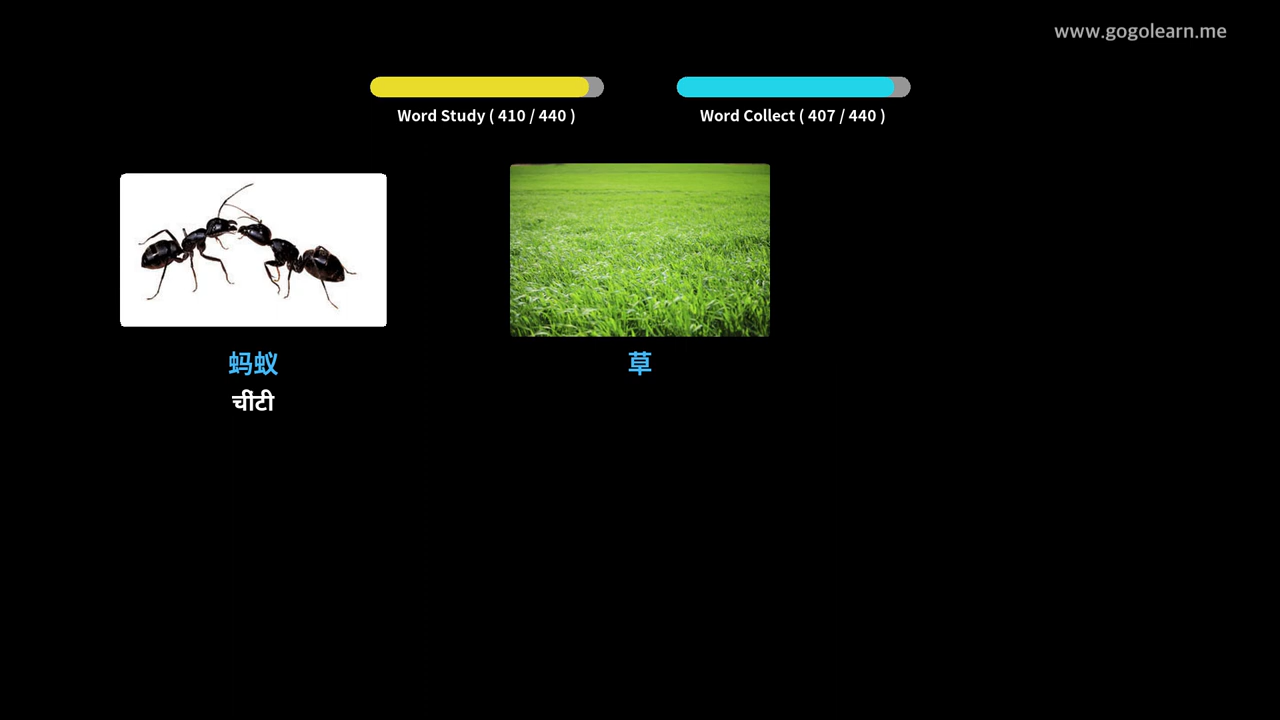 www.gogolearn.me
Word Study ( 410 / 440 )
Word Collect ( 407 / 440 )
蚂蚁
चींटी
草